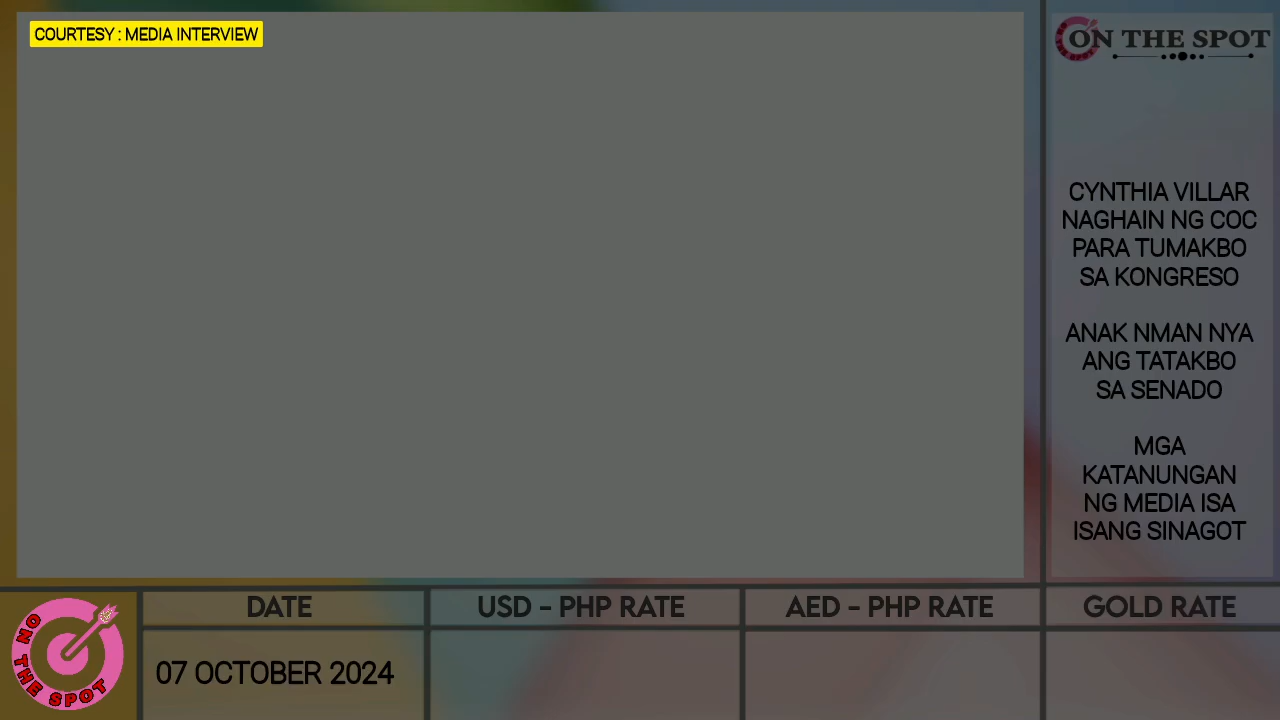 COURTESY : MEDIA INTERVIEW
ON THE SPOT
CYNTHIA VILLAR
NAGHAIN NG COC
PARA TUMAKBO
SA KONGRESO
ANAK NMAN NYA
ANG TATAKBO
SA SENADO
MGA
KATANUNGAN
NG MEDIA ISA
ISANG SINAGOT
DATE
USD - PHP RATE
AED - PHP RATE
GOLD RATE
07 OCTOBER 2024
ON
THE SPOT